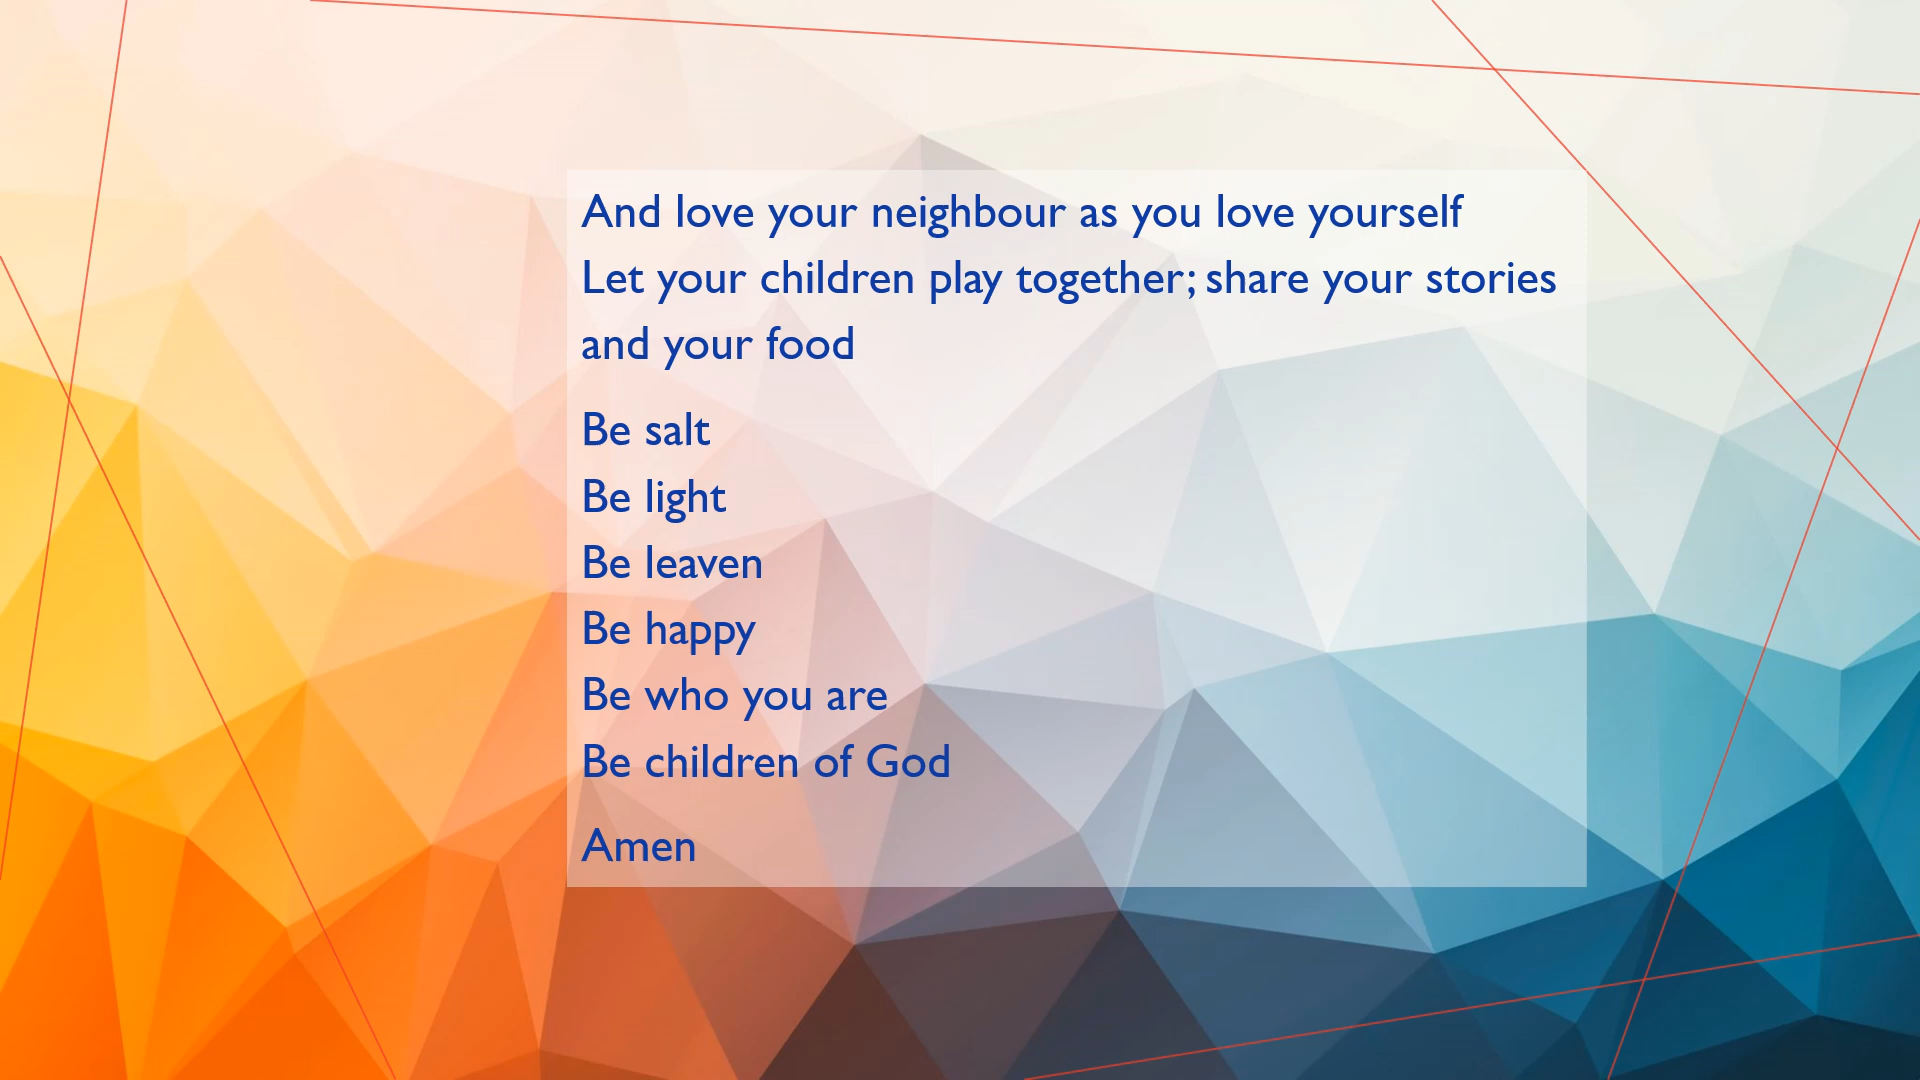 And love your neighbour as you love yourself
Let your children play together; share your stories
and your food
Be salt
Be light
Be leaven
Be happy
Be who you are
Be children of God
Amen